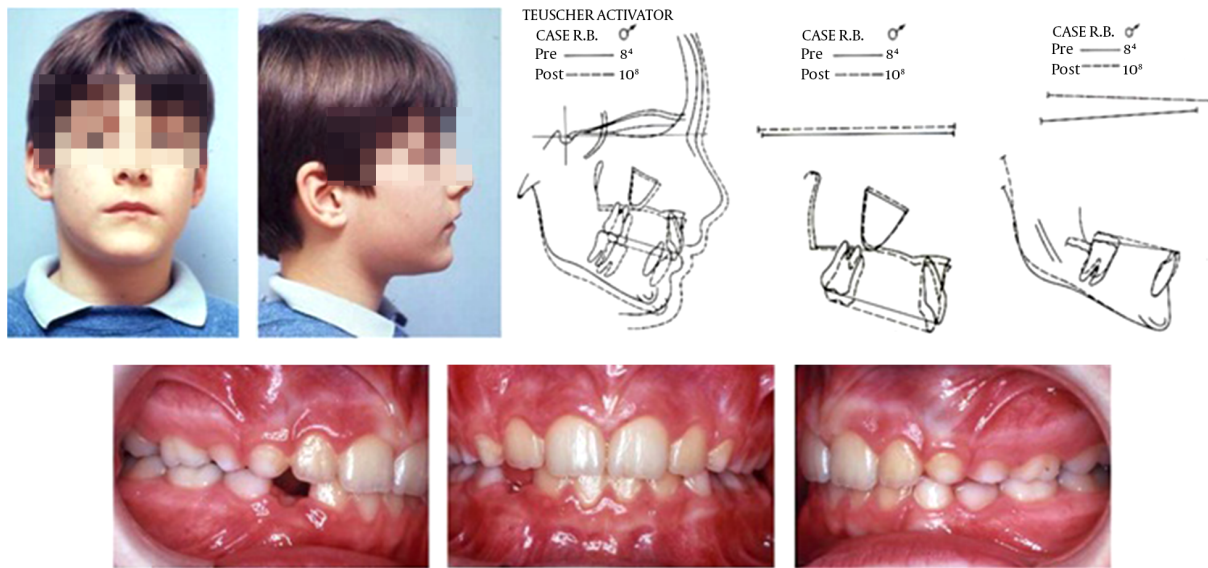 TEUSCHER ACTIVATOR
CASE R.B. ♂
Pre 8⁴
Post 10⁸
CASE R.B. ♂
Pre 8⁴
Post 10⁸
CASE R.B. ♂
Pre 8⁴
Post 10⁸